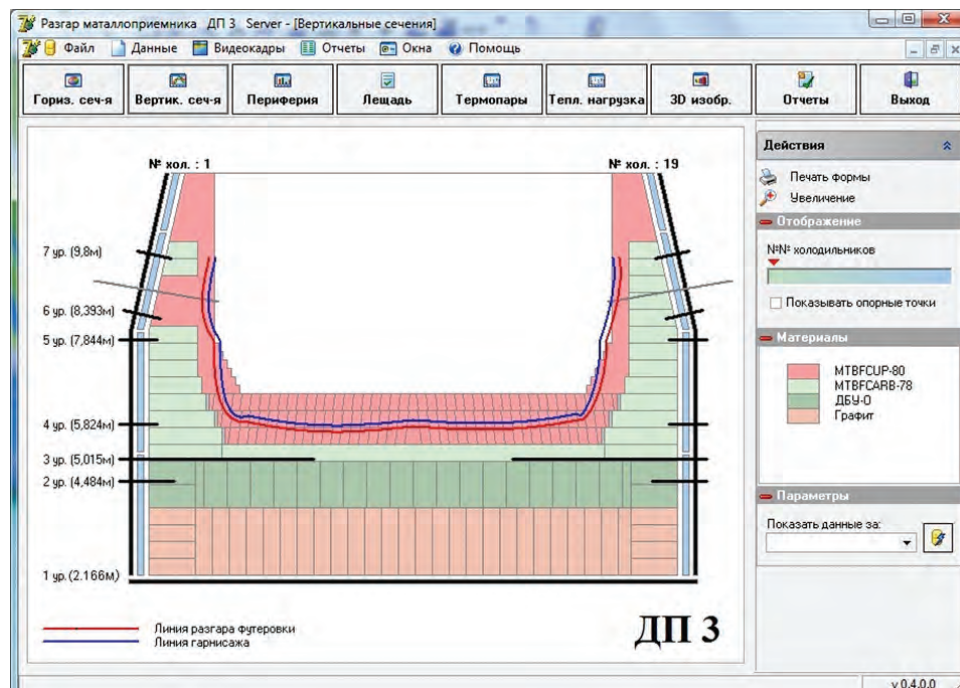 Разгар металлоприемника ДП 3 Server - [Вертикальные сечения]
Файл Данные Видеокадры Отчеты Окна Помощь
Гориз. сеч-я Вертик. сеч-я Периферия Лещадь Термопары Тепл. нагрузка 3D изобр. Отчеты Выход
№ хол. : 1
№ хол. : 19
7 ур. (9,8м)
6 ур. (8,393м)
5 ур. (7,844м)
4 ур. (5,824м)
3 ур. (5,015м)
2 ур. (4,484м)
1 ур. (2.166м)
Линия разгара футеровки
Линия гарнисажа
ДП 3
Действия
Печать формы
Увеличение
Отображение
№№ холодильников
Показывать опорные точки
Материалы
MTBFCUP-80
MTBFCARB-78
ДБУ-0
Графит
Параметры
Показать данные за:
v 0.4.0.0